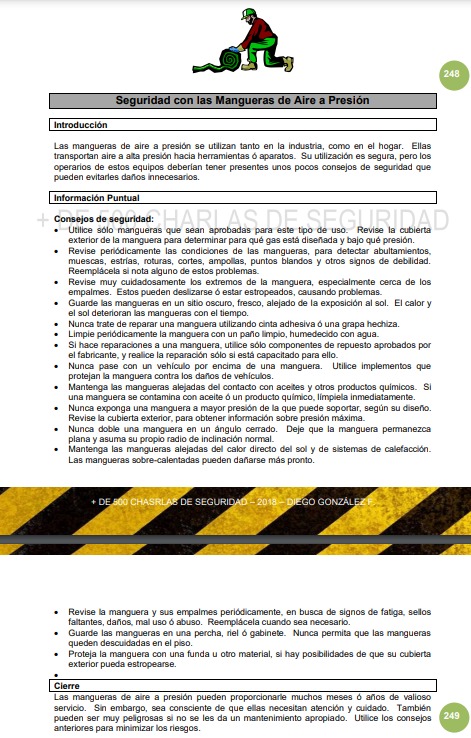 248
Seguridad con las Mangueras de Aire a Presión
Introducción
Las mangueras de aire a presión se utilizan tanto en la industria, como en el hogar. Ellas
transportan aire a alta presión hacia herramientas ó aparatos. Su utilización es segura, pero los
operarios de estos equipos deberían tener presentes unos pocos consejos de seguridad que
pueden evitarles daños innecesarios.
Información Puntual
+ DE 500 CHARLAS DE SEGURIDAD
Consejos de seguridad:
• Utilice sólo mangueras que sean aprobadas para este tipo de uso. Revise la cubierta
exterior de la manguera para determinar para qué gas está diseñada y bajo qué presión.
• Revise periódicamente las condiciones de las mangueras, para detectar abultamientos,
muescas, estrías, roturas, cortes, ampollas, puntos blandos y otros signos de debilidad.
Reemplácela si nota alguno de estos problemas.
• Revise muy cuidadosamente los extremos de la manguera, especialmente cerca de los
empalmes. Estos pueden deslizarse ó estar estropeados, causando problemas.
• Guarde las mangueras en un sitio oscuro, fresco, alejado de la exposición al sol. El calor y
el sol deterioran las mangueras con el tiempo.
• Nunca trate de reparar una manguera utilizando cinta adhesiva ó una grapa hechiza.
• Limpie periódicamente la manguera con un paño limpio, humedecido con agua.
• Si hace reparaciones a una manguera, utilice sólo componentes de repuesto aprobados por
el fabricante, y realice la reparación sólo si está capacitado para ello.
• Nunca pase con un vehículo por encima de una manguera. Utilice implementos que
protejan la manguera contra los daños de vehículos.
• Mantenga las mangueras alejadas del contacto con aceites y otros productos químicos. Si
una manguera se contamina con aceite ó un producto químico, límpiela inmediatamente.
• Nunca exponga una manguera a mayor presión de la que puede soportar, según su diseño.
Revise la cubierta exterior, para obtener información sobre presión máxima.
• Nunca doble una manguera en un ángulo cerrado. Deje que la manguera permanezca
plana y asuma su propio radio de inclinación normal.
• Mantenga las mangueras alejadas del calor directo del sol y de sistemas de calefacción.
Las mangueras sobre-calentadas pueden dañarse más pronto.
+ DE 500 CHASRLAS DE SEGURIDAD – 2018 – DIEGO GONZÁLEZ F.
• Revise la manguera y sus empalmes periódicamente, en busca de signos de fatiga, sellos
faltantes, daños, mal uso ó abuso. Reemplácela cuando sea necesario.
• Guarde las mangueras en una percha, riel ó gabinete. Nunca permita que las mangueras
queden descuidadas en el piso.
• Proteja la manguera con una funda u otro material, si hay posibilidades de que su cubierta
exterior pueda estropearse.
•
Cierre
Las mangueras de aire a presión pueden proporcionarle muchos meses ó años de valioso
servicio. Sin embargo, sea consciente de que ellas necesitan atención y cuidado. También
pueden ser muy peligrosas si no se les da un mantenimiento apropiado. Utilice los consejos
anteriores para minimizar los riesgos.
249